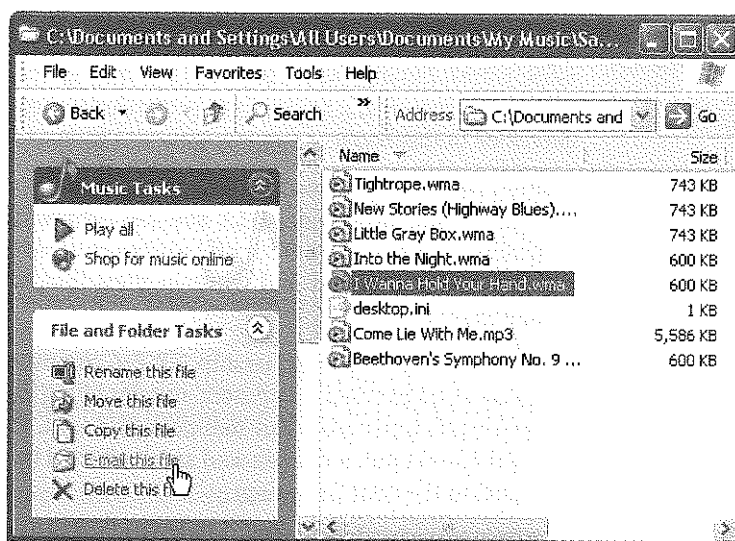 C:\Documents and Settings\All Users\Documents\My Music\Sa...
File Edit View Favorites Tools Help
Back Search » Address C:\Documents and Go
Name Size
Music Tasks
Play all
Shop for music online
File and Folder Tasks
Rename this file
Move this file
Copy this file
E-mail this file
Delete this f
Tightrope.wma 743 KB
New Stories (Highway Blues).... 743 KB
Little Gray Box.wma 743 KB
Into the Night.wma 600 KB
I Wanna Hold Your Hand.wma 600 KB
desktop.ini 1 KB
Come Lie With Me.mp3 5,586 KB
Beethoven's Symphony No. 9 ... 600 KB